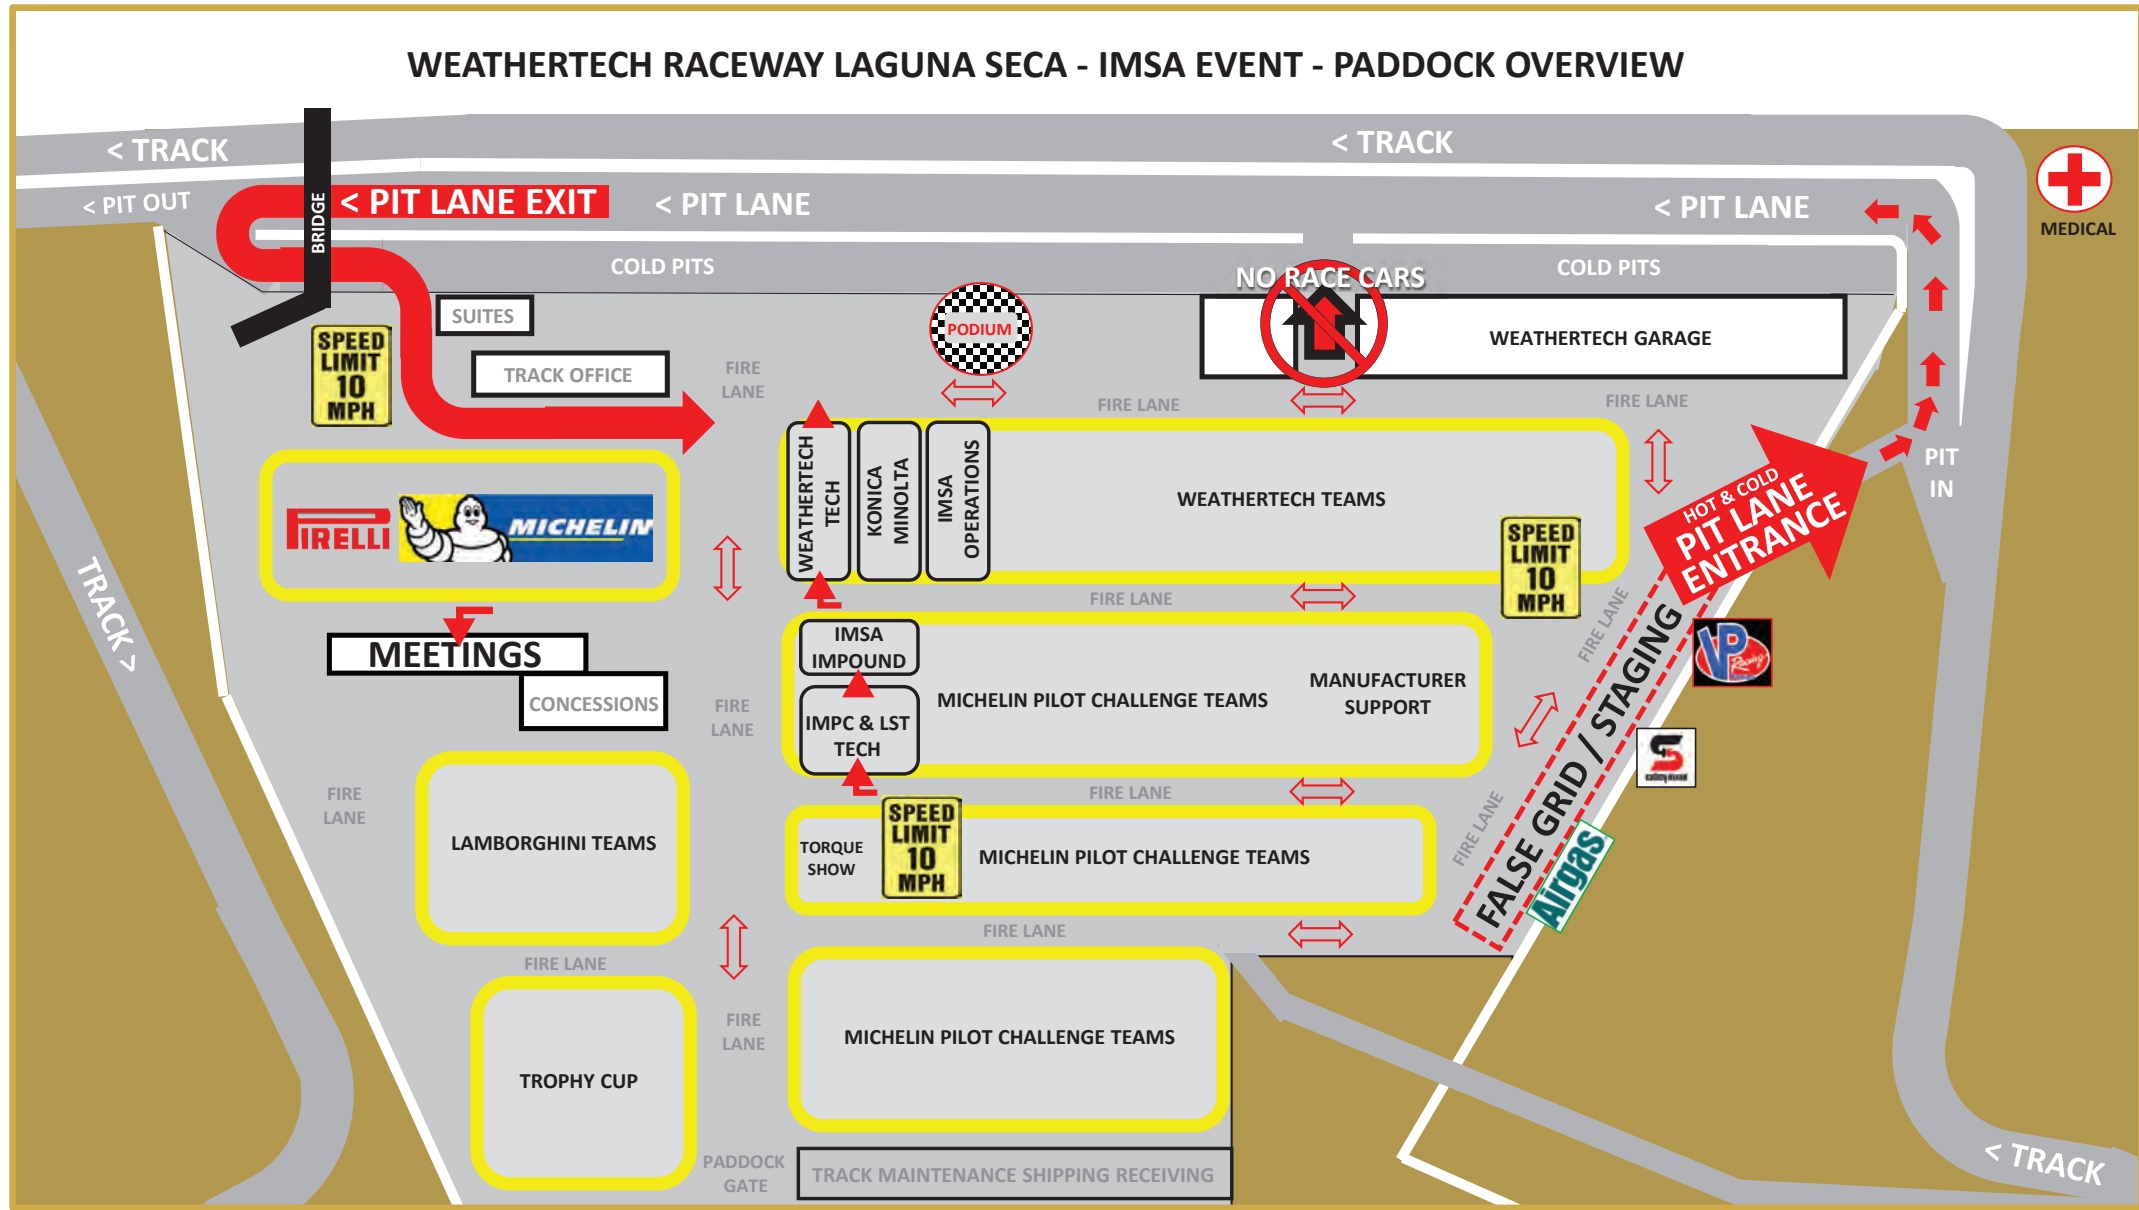 WEATHERTECH RACEWAY LAGUNA SECA - IMSA EVENT - PADDOCK OVERVIEW
< TRACK
< TRACK
< PIT OUT
BRIDGE
< PIT LANE EXIT
< PIT LANE
< PIT LANE
MEDICAL
COLD PITS
NO RACE CARS
COLD PITS
SUITES
PODIUM
WEATHERTECH GARAGE
SPEED
LIMIT
10
MPH
TRACK OFFICE
FIRE
LANE
FIRE LANE
FIRE LANE
WEATHERTECH
TECH
KONICA
MINOLTA
IMSA
OPERATIONS
WEATHERTECH TEAMS
HOT & COLD
PIT LANE
ENTRANCE
PIT
IN
IRELLI
MICHELIN
SPEED
LIMIT
10
MPH
TRACK >
FIRE LANE
FIRE LANE
MEETINGS
CONCESSIONS
IMSA
IMPOUND
IMPC & LST
TECH
MICHELIN PILOT CHALLENGE TEAMS
MANUFACTURER
SUPPORT
FIRE
LANE
FALSE GRID / STAGING
VP
Racing
FIRE
LANE
FIRE LANE
FIRE LANE
LAMBORGHINI TEAMS
TORQUE
SHOW
SPEED
LIMIT
10
MPH
MICHELIN PILOT CHALLENGE TEAMS
Airgas
FIRE LANE
FIRE LANE
TROPHY CUP
FIRE
LANE
MICHELIN PILOT CHALLENGE TEAMS
PADDOCK
GATE
TRACK MAINTENANCE SHIPPING RECEIVING
< TRACK